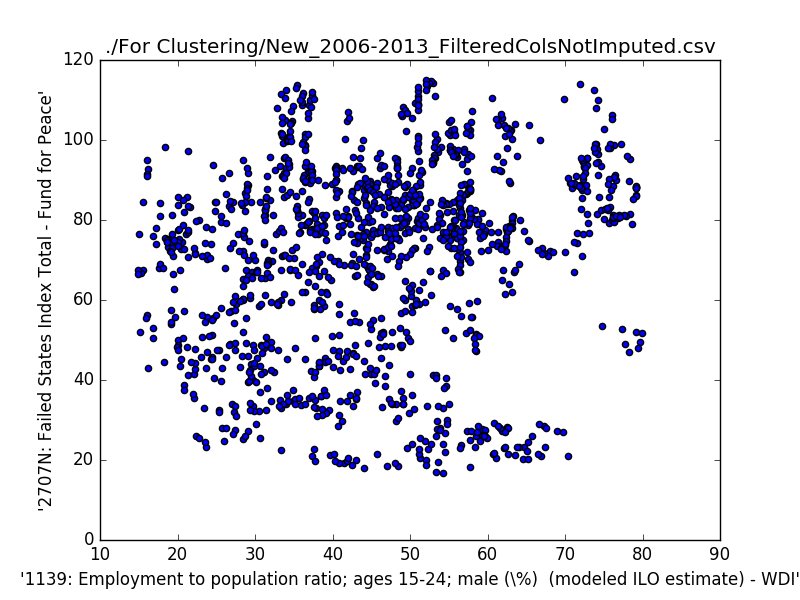 ./For Clustering/New_2006-2013_FilteredColsNotImputed.csv
120
100
80
60
40
20
0
'2707N: Failed States Index Total - Fund for Peace'
10 20 30 40 50 60 70 80 90
'1139: Employment to population ratio; ages 15-24; male (\%)  (modeled ILO estimate) - WDI'